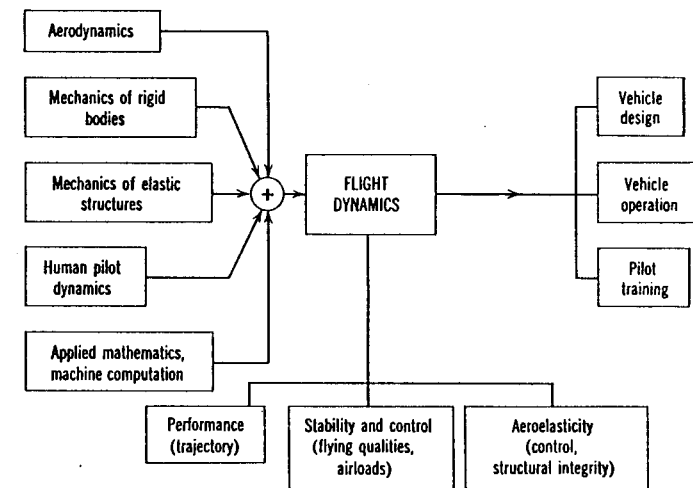 Aerodynamics
Mechanics of rigid
bodies
Mechanics of elastic
structures
Human pilot
dynamics
Applied mathematics,
machine computation
+
FLIGHT
DYNAMICS
Vehicle
design
Vehicle
operation
Pilot
training
Performance
(trajectory)
Stability and control
(flying qualities,
airloads)
Aeroelasticity
(control,
structural integrity)